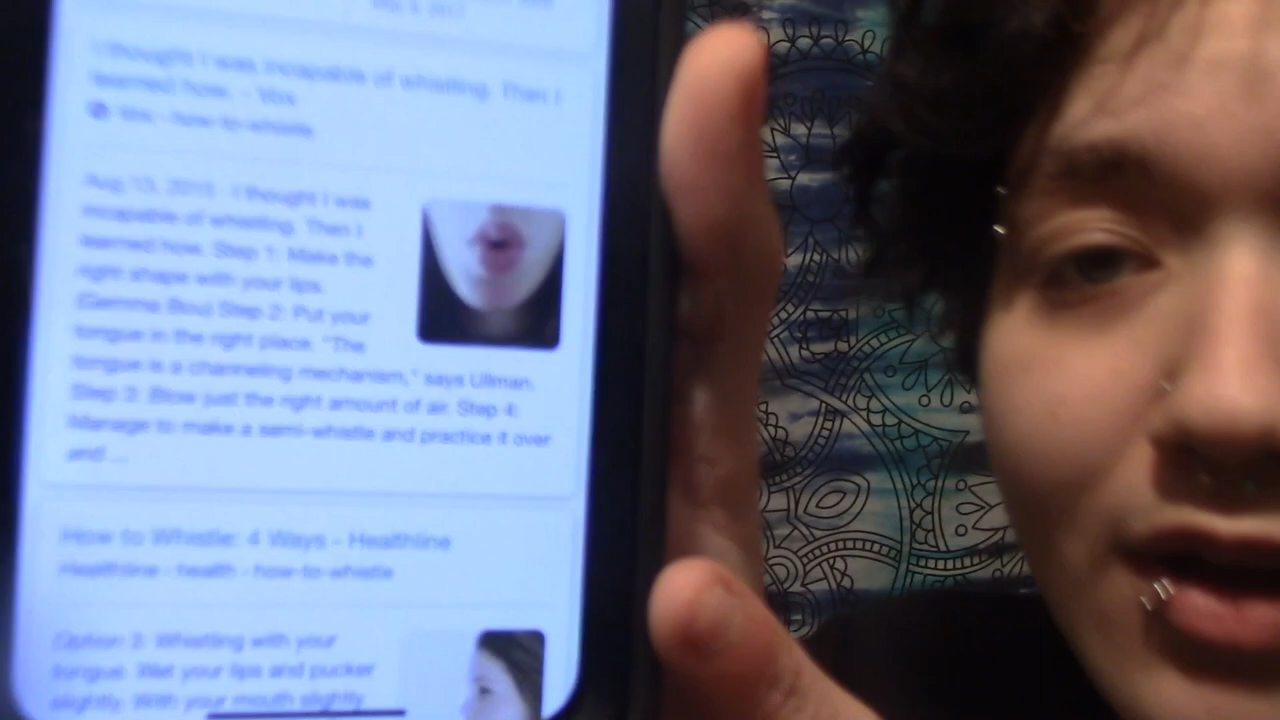 I thought I was incapable of whistling. Then I
learned how. - Vox
Vox › how-to-whistle
Aug 13, 2015 · I thought I was
incapable of whistling. Then I
learned how. Step 1: Make the
right shape with your lips.
(Gemma Bou) Step 2: Put your
tongue in the right place. "The
tongue is a channeling mechanism," says Ullman.
Step 3: Blow just the right amount of air. Step 4:
Manage to make a semi-whistle and practice it over
and ...
How to Whistle: 4 Ways - Healthline
Healthline › health › how-to-whistle
Option 3: Whistling with your
tongue. Wet your lips and pucker
slightly. With your mouth slightly